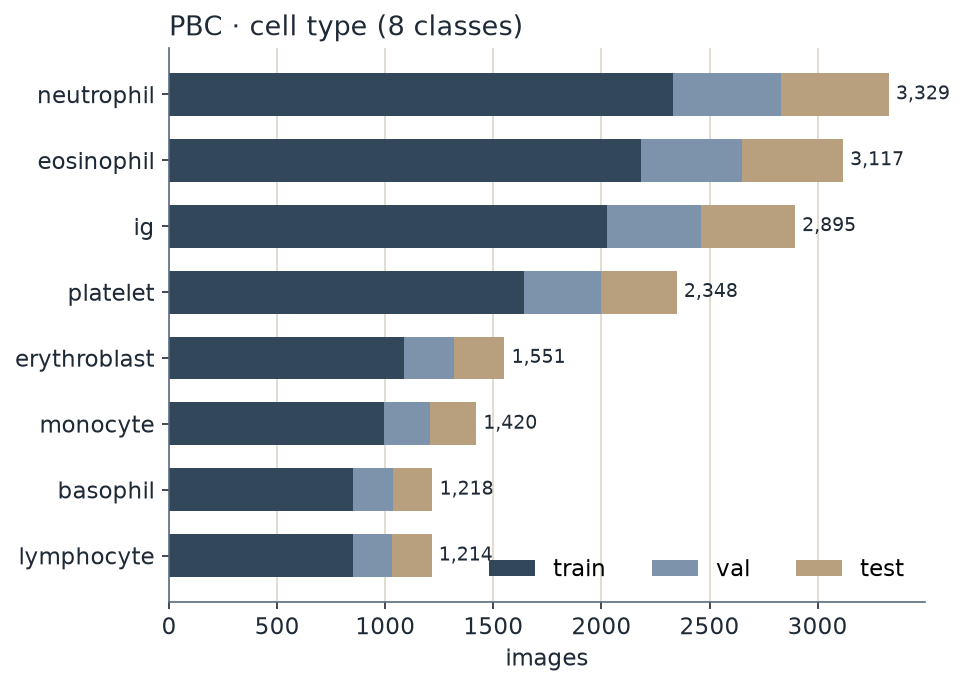 PBC · cell type (8 classes)
neutrophil 3,329
eosinophil 3,117
ig 2,895
platelet 2,348
erythroblast 1,551
monocyte 1,420
basophil 1,218
lymphocyte 1,214
train val test
0 500 1000 1500 2000 2500 3000
images